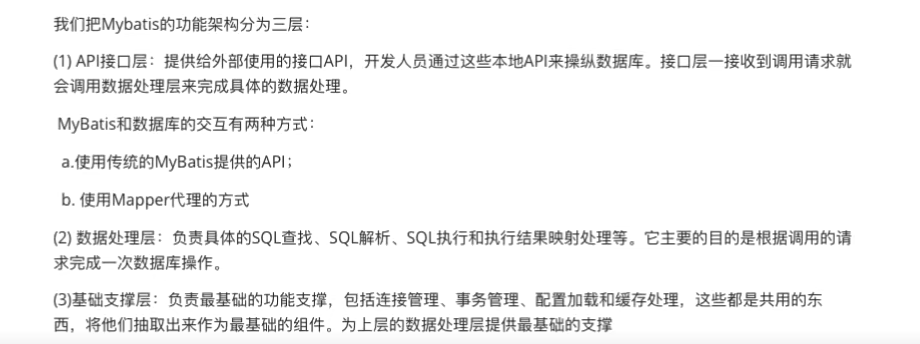 我们把Mybatis的功能架构分为三层：
(1) API接口层：提供给外部使用的接口API，开发人员通过这些本地API来操纵数据库。接口层一接收到调用请求就
会调用数据处理层来完成具体的数据处理。
MyBatis和数据库的交互有两种方式：
a.使用传统的MyBatis提供的API；
b. 使用Mapper代理的方式
(2) 数据处理层：负责具体的SQL查找、SQL解析、SQL执行和执行结果映射处理等。它主要的目的是根据调用的请
求完成一次数据库操作。
(3)基础支撑层：负责最基础的功能支撑，包括连接管理、事务管理、配置加载和缓存处理，这些都是共用的东
西，将他们抽取出来作为最基础的组件。为上层的数据处理层提供最基础的支撑